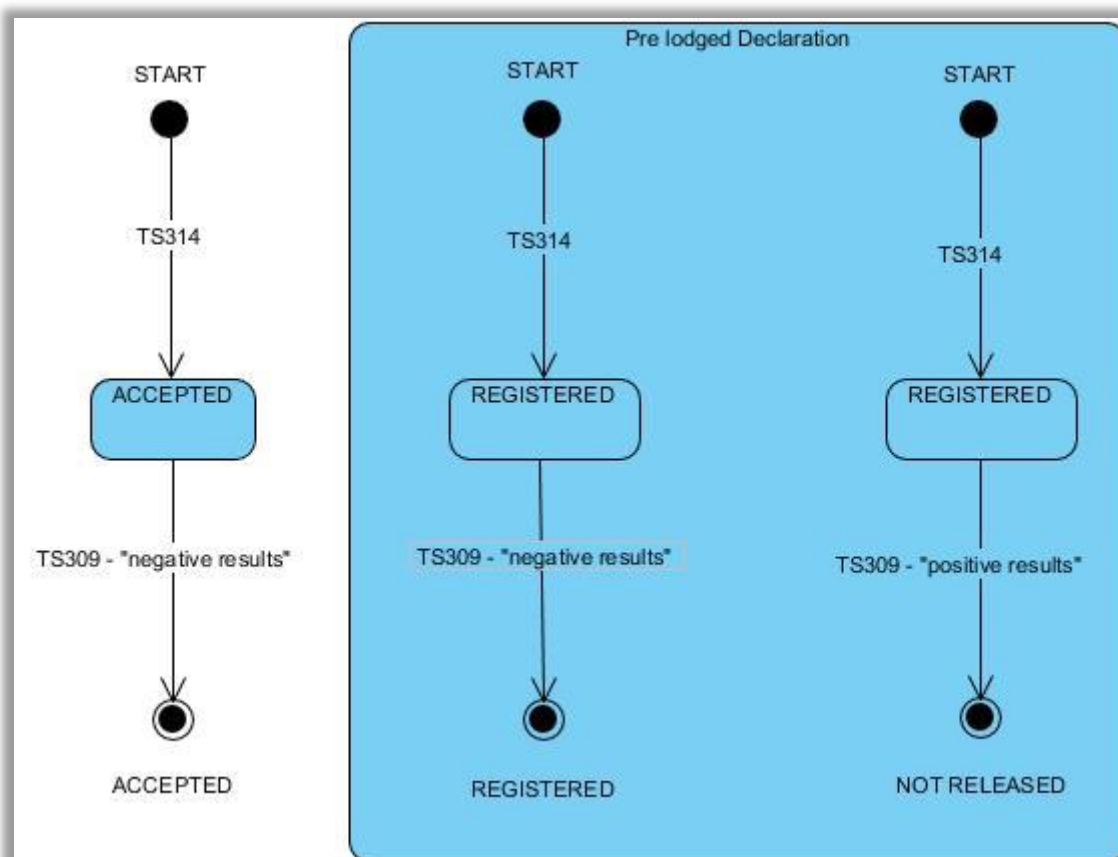 Pre lodged Declaration
START
START
START
TS314
TS314
TS314
ACCEPTED
REGISTERED
REGISTERED
TS309 - "negative results"
TS309 - "negative results"
TS309 - "positive results"
ACCEPTED
REGISTERED
NOT RELEASED